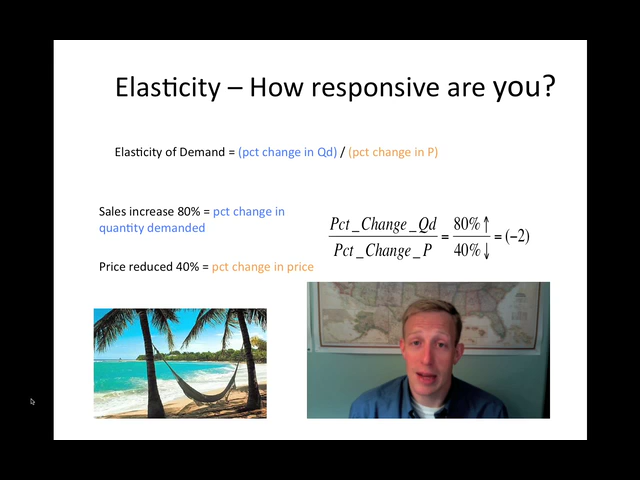 Elasticity – How responsive are you?
Elasticity of Demand = (pct change in Qd) / (pct change in P)
Sales increase 80% = pct change in
quantity demanded
Price reduced 40% = pct change in price
Pct_Change_Qd / Pct_Change_P = 80%↑ / 40%↓ = (−2)